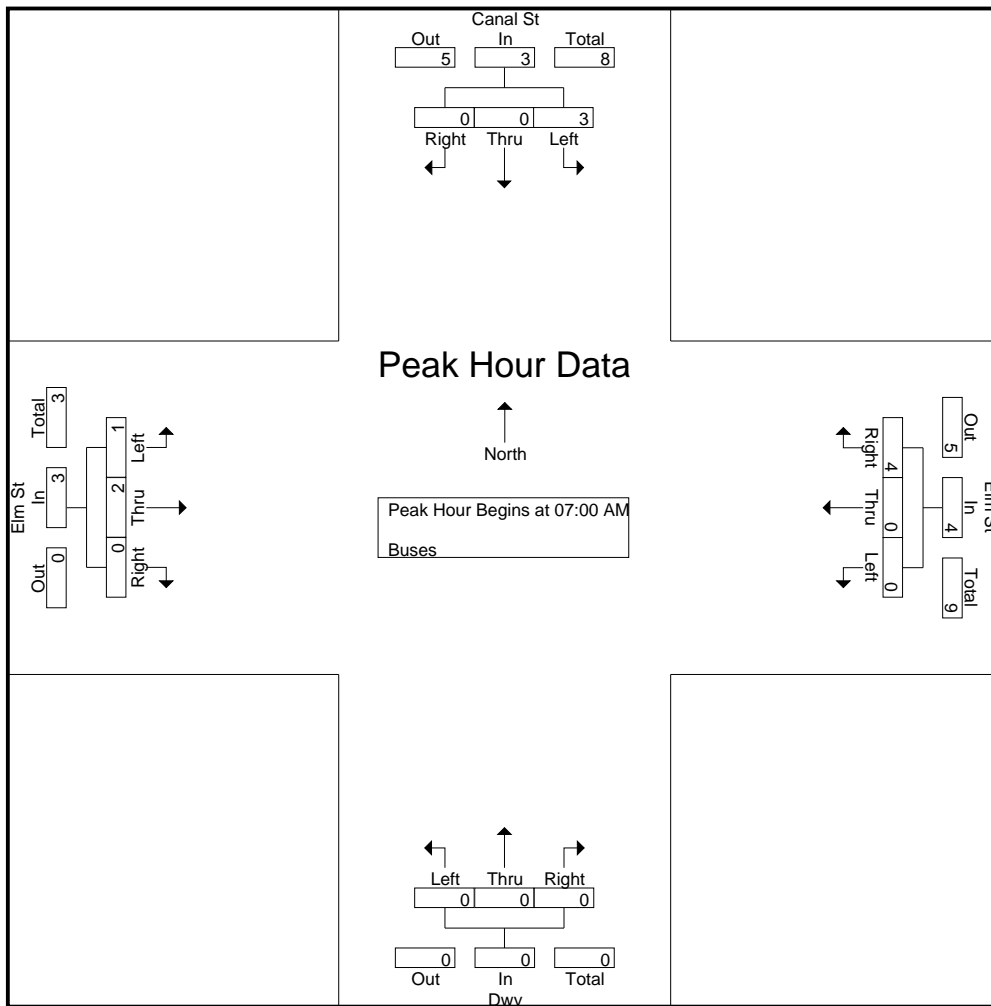 Canal St
Out In Total
5 3 8
0 0 3
Right Thru Left
Peak Hour Data
North
Peak Hour Begins at 07:00 AM
Buses
Elm St
Total In Out
3 3 0
1 2 0
Left Thru Right
Elm St
Out In Total
5 4 9
4 0 0
Right Thru Left
Left Thru Right
0 0 0
0 0 0
Out In Total
Dwy